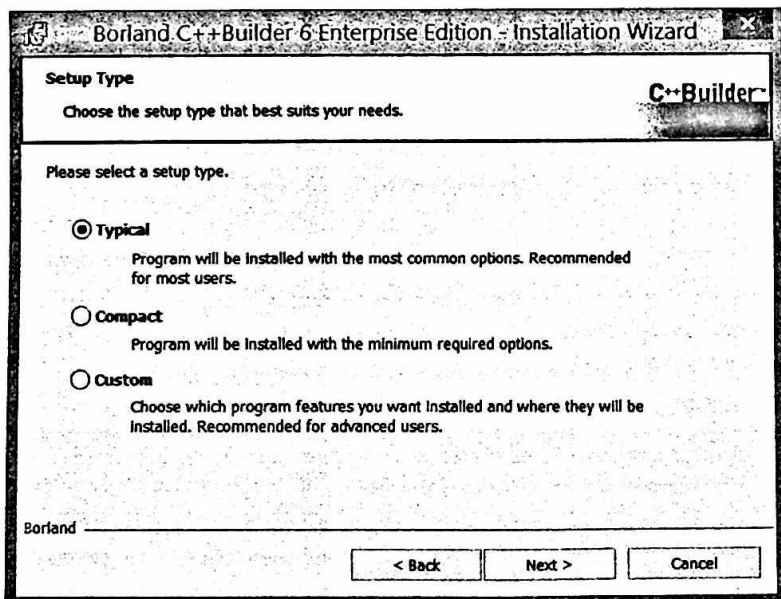 Borland C++Builder 6 Enterprise Edition - Installation Wizard
Setup Type
Choose the setup type that best suits your needs.
C++Builder™
Please select a setup type.
Typical
Program will be installed with the most common options. Recommended
for most users.
Compact
Program will be installed with the minimum required options.
Custom
Choose which program features you want installed and where they will be
installed. Recommended for advanced users.
Borland
< Back
Next >
Cancel